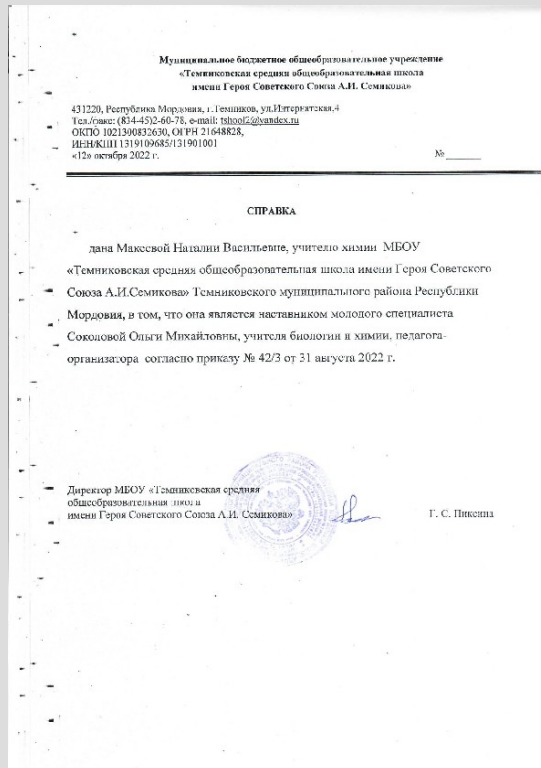 Муниципальное бюджетное общеобразовательное учреждение
«Темниковская средняя общеобразовательная школа
имени Героя Советского Союза А.И. Семикова»
431220, Республика Мордовия, г. Темников, ул.Интернатская,4
Тел./факс: (834-45)2-60-78, e-mail: tshool2@yandex.ru
ОКПО 1021300832630, ОГРН 21648828,
ИНН/КПП 1319109685/131901001
«12» октября 2022 г. №_______
СПРАВКА
дана Макеевой Наталии Васильевне, учителю химии МБОУ
«Темниковская средняя общеобразовательная школа имени Героя Советского
Союза А.И.Семикова» Темниковского муниципального района Республики
Мордовия, в том, что она является наставником молодого специалиста
Соколовой Ольги Михайловны, учителя биологии и химии, педагога-
организатора согласно приказу № 42/3 от 31 августа 2022 г.
Директор МБОУ «Темниковская средняя
общеобразовательная школа
имени Героя Советского Союза А.И. Семикова» Г. С. Пиксина